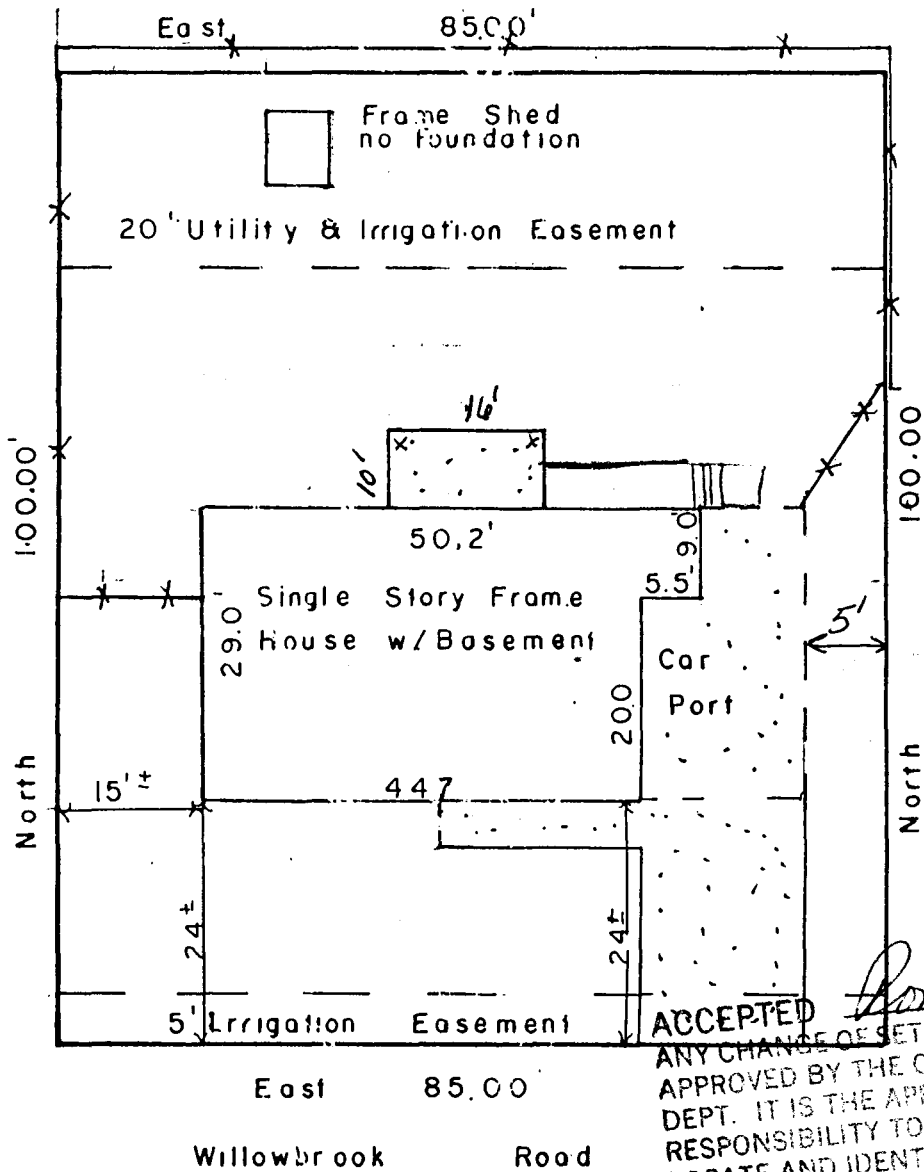 East 85.00'
Frame Shed
no foundation
20' Utility & Irrigation Easement
16'
10'
100.00'
100.00
50.2'
9.0'
5.5'
Single Story Frame
House w/Basement
29.0
5'
Car
Port
20.0
North
North
15'±
44.7
24±
24±
5' Irrigation Easement
East 85.00
Willowbrook Road
ACCEPTED
ANY CHANGE OF SET
APPROVED BY THE C
DEPT. IT IS THE APP
RESPONSIBILITY TO